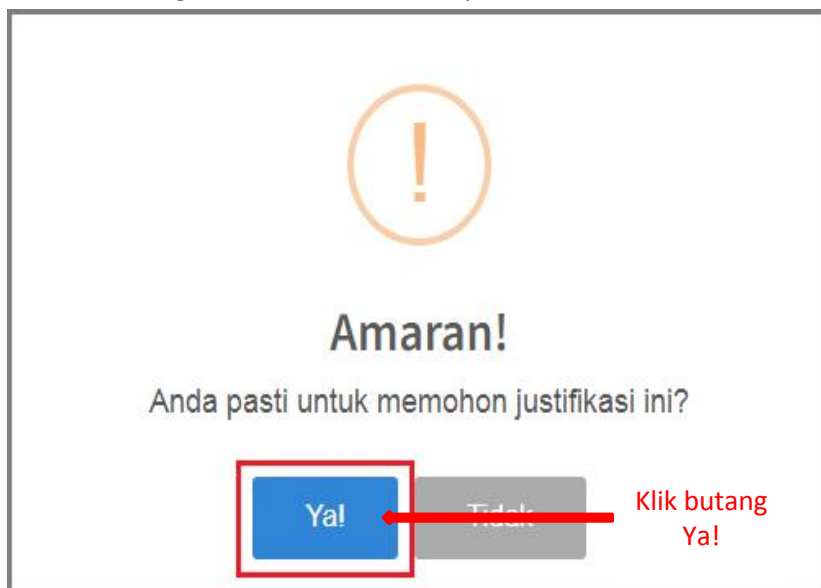 !
Amaran!
Anda pasti untuk memohon justifikasi ini?
Ya!
Tidak
Klik butang
Ya!